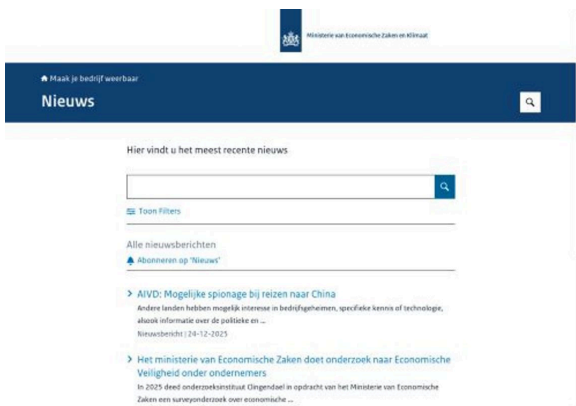 Ministerie van Economische Zaken en Klimaat
Maak je bedrijf weerbaar
Nieuws
Hier vindt u het meest recente nieuws
Toon Filters
Alle nieuwsberichten
Abonneren op 'Nieuws'
AIVD: Mogelijke spionage bij reizen naar China
Andere landen hebben mogelijk interesse in bedrijfsgeheimen, specifieke kennis of technologie,
alsook informatie over de politieke en ...
Nieuwsbericht | 24-12-2025
Het ministerie van Economische Zaken doet onderzoek naar Economische
Veiligheid onder ondernemers
In 2025 deed onderzoeksinstituut Clingendael in opdracht van het Ministerie van Economische
Zaken een surveyonderzoek over economische ...